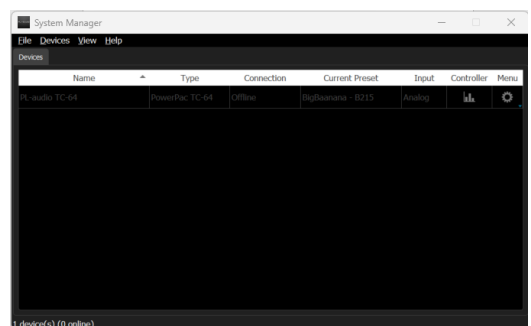 System Manager
File Devices View Help
Devices
Name Type Connection Current Preset Input Controller Menu
PL-audio TC-64 PowerPac TC-64 Offline BigBaanana - B215 Analog
1 device(s) (0 online)